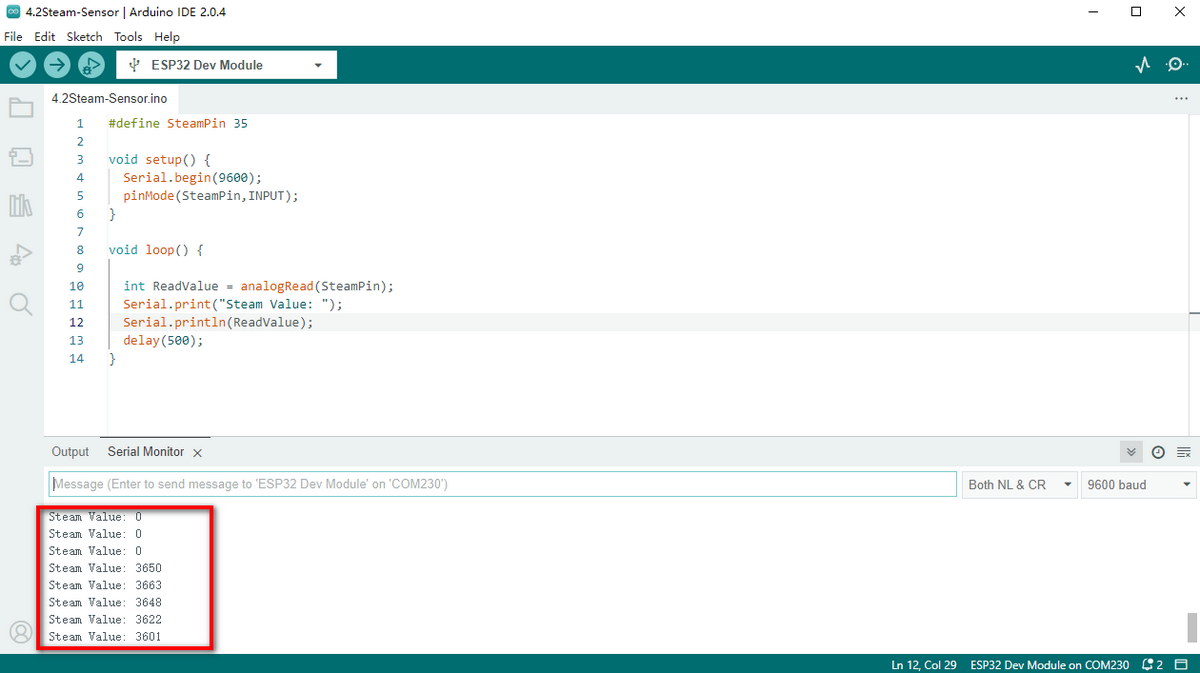 4.2Steam-Sensor | Arduino IDE 2.0.4
File Edit Sketch Tools Help
ESP32 Dev Module
4.2Steam-Sensor.ino
1 #define SteamPin 35
2
3 void setup() {
4 Serial.begin(9600);
5 pinMode(SteamPin,INPUT);
6 }
7
8 void loop() {
9
10 int ReadValue = analogRead(SteamPin);
11 Serial.print("Steam Value: ");
12 Serial.println(ReadValue);
13 delay(500);
14 }
Output Serial Monitor
Message (Enter to send message to 'ESP32 Dev Module' on 'COM230') Both NL & CR 9600 baud
Steam Value: 0
Steam Value: 0
Steam Value: 0
Steam Value: 3650
Steam Value: 3663
Steam Value: 3648
Steam Value: 3622
Steam Value: 3601
Ln 12, Col 29 ESP32 Dev Module on COM230 2